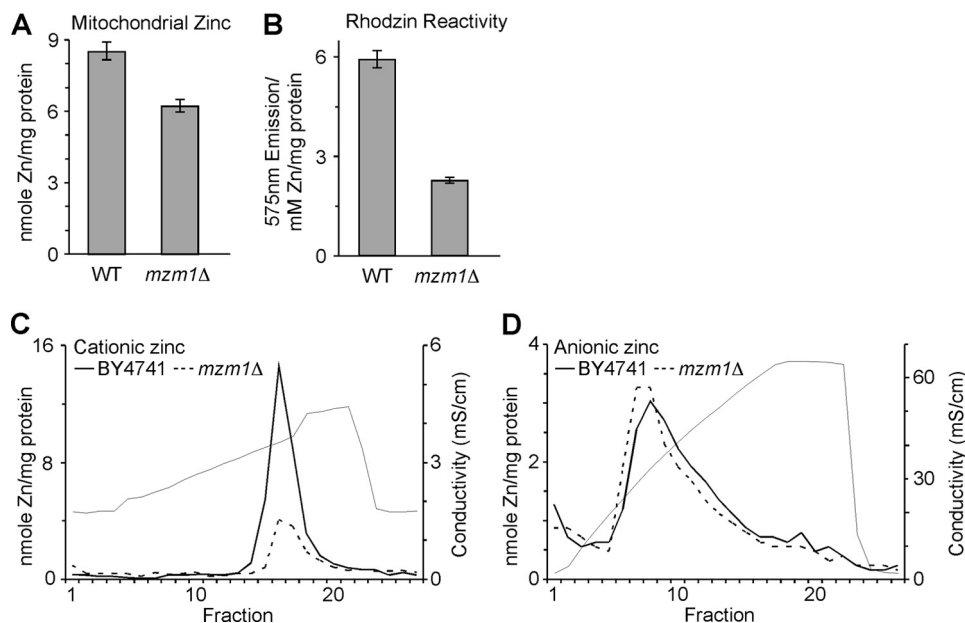 A Mitochondrial Zinc
nmole Zn/mg protein
9
6
3
0
WT mzm1Δ
B Rhodzin Reactivity
575nm Emission/
mM Zn/mg protein
6
3
0
WT mzm1Δ
C
Cationic zinc
BY4741 mzm1Δ
nmole Zn/mg protein
16
8
0
Conductivity (mS/cm)
6
3
0
1 10 20
Fraction
D
Anionic zinc
BY4741 mzm1Δ
nmole Zn/mg protein
4
2
0
Conductivity (mS/cm)
60
40
20
0
1 10 20
Fraction